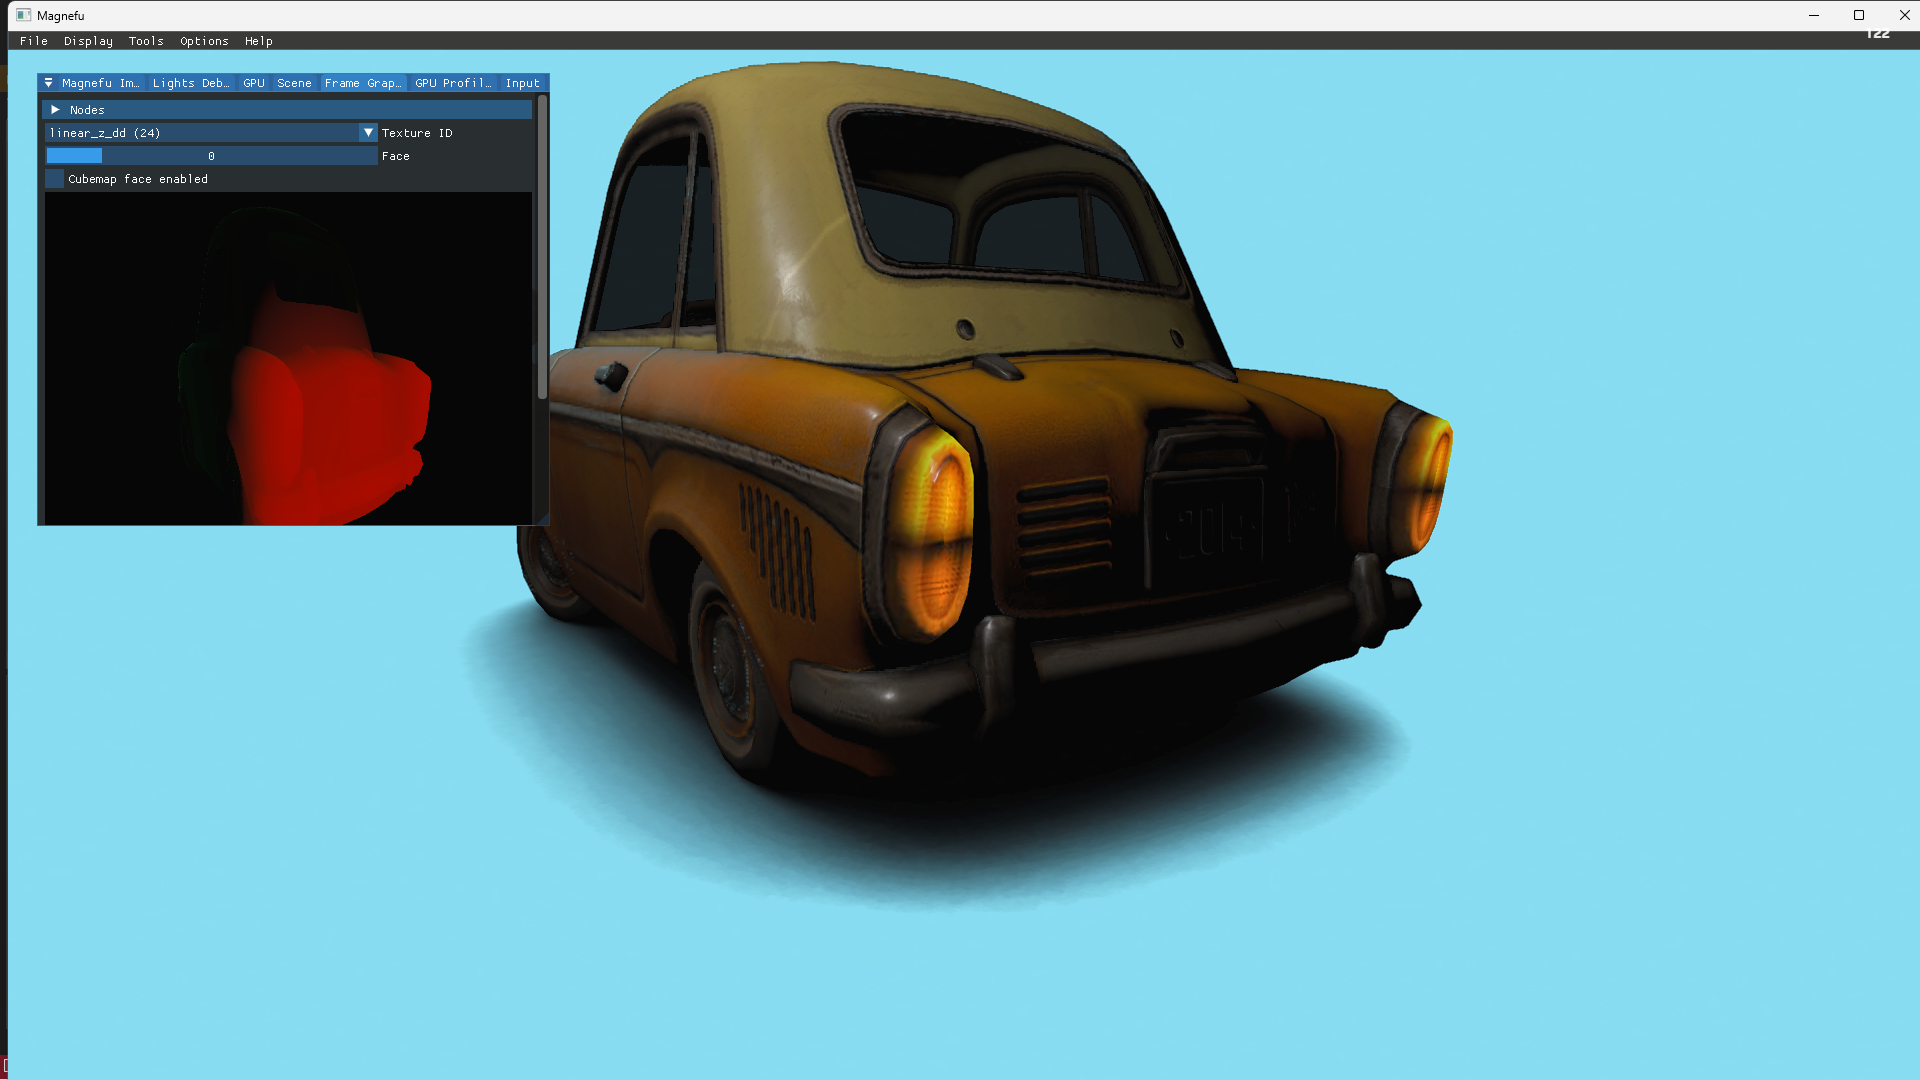 Magnefu
122
File Display Tools Options Help
Magnefu Im… Lights Deb… GPU Scene Frame Grap… GPU Profil… Input
Nodes
linear_z_dd (24) Texture ID
0 Face
Cubemap face enabled
2014